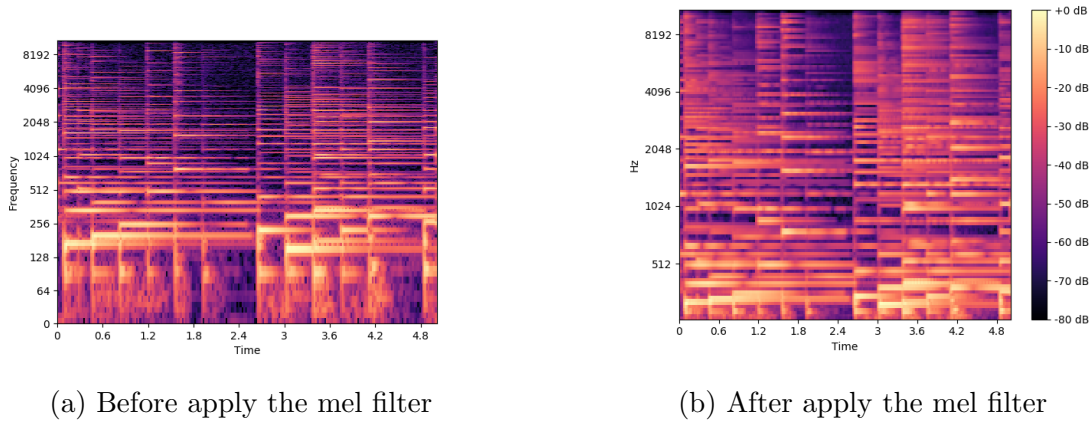 8192
4096
2048
1024
512
256
128
64
0
Frequency
0 0.6 1.2 1.8 2.4 3 3.6 4.2 4.8
Time
8192
4096
2048
1024
512
Hz
0 0.6 1.2 1.8 2.4 3 3.6 4.2 4.8
Time
+0 dB
-10 dB
-20 dB
-30 dB
-40 dB
-50 dB
-60 dB
-70 dB
-80 dB
(a) Before apply the mel filter
(b) After apply the mel filter